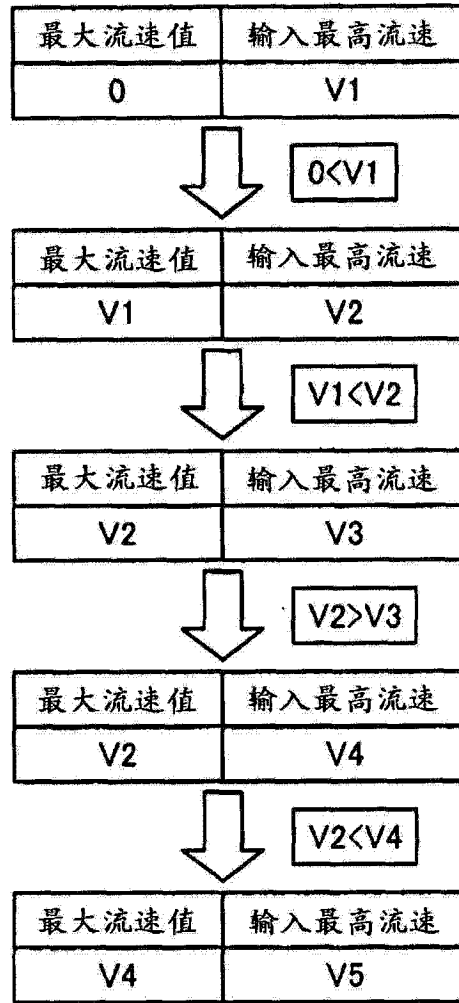 最大流速值 输入最高流速
0 V1
0<V1
最大流速值 输入最高流速
V1 V2
V1<V2
最大流速值 输入最高流速
V2 V3
V2>V3
最大流速值 输入最高流速
V2 V4
V2<V4
最大流速值 输入最高流速
V4 V5